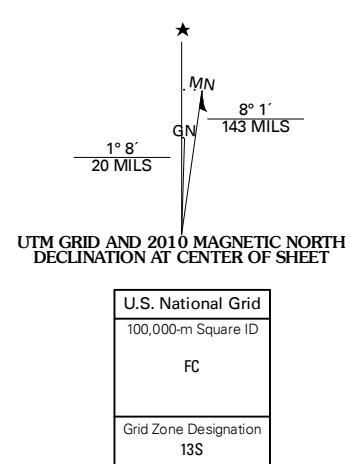 MN
8° 1´
143 MILS
GN
1° 8´
20 MILS
UTM GRID AND 2010 MAGNETIC NORTH
DECLINATION AT CENTER OF SHEET
U.S. National Grid
100,000-m Square ID
FC
Grid Zone Designation
13S